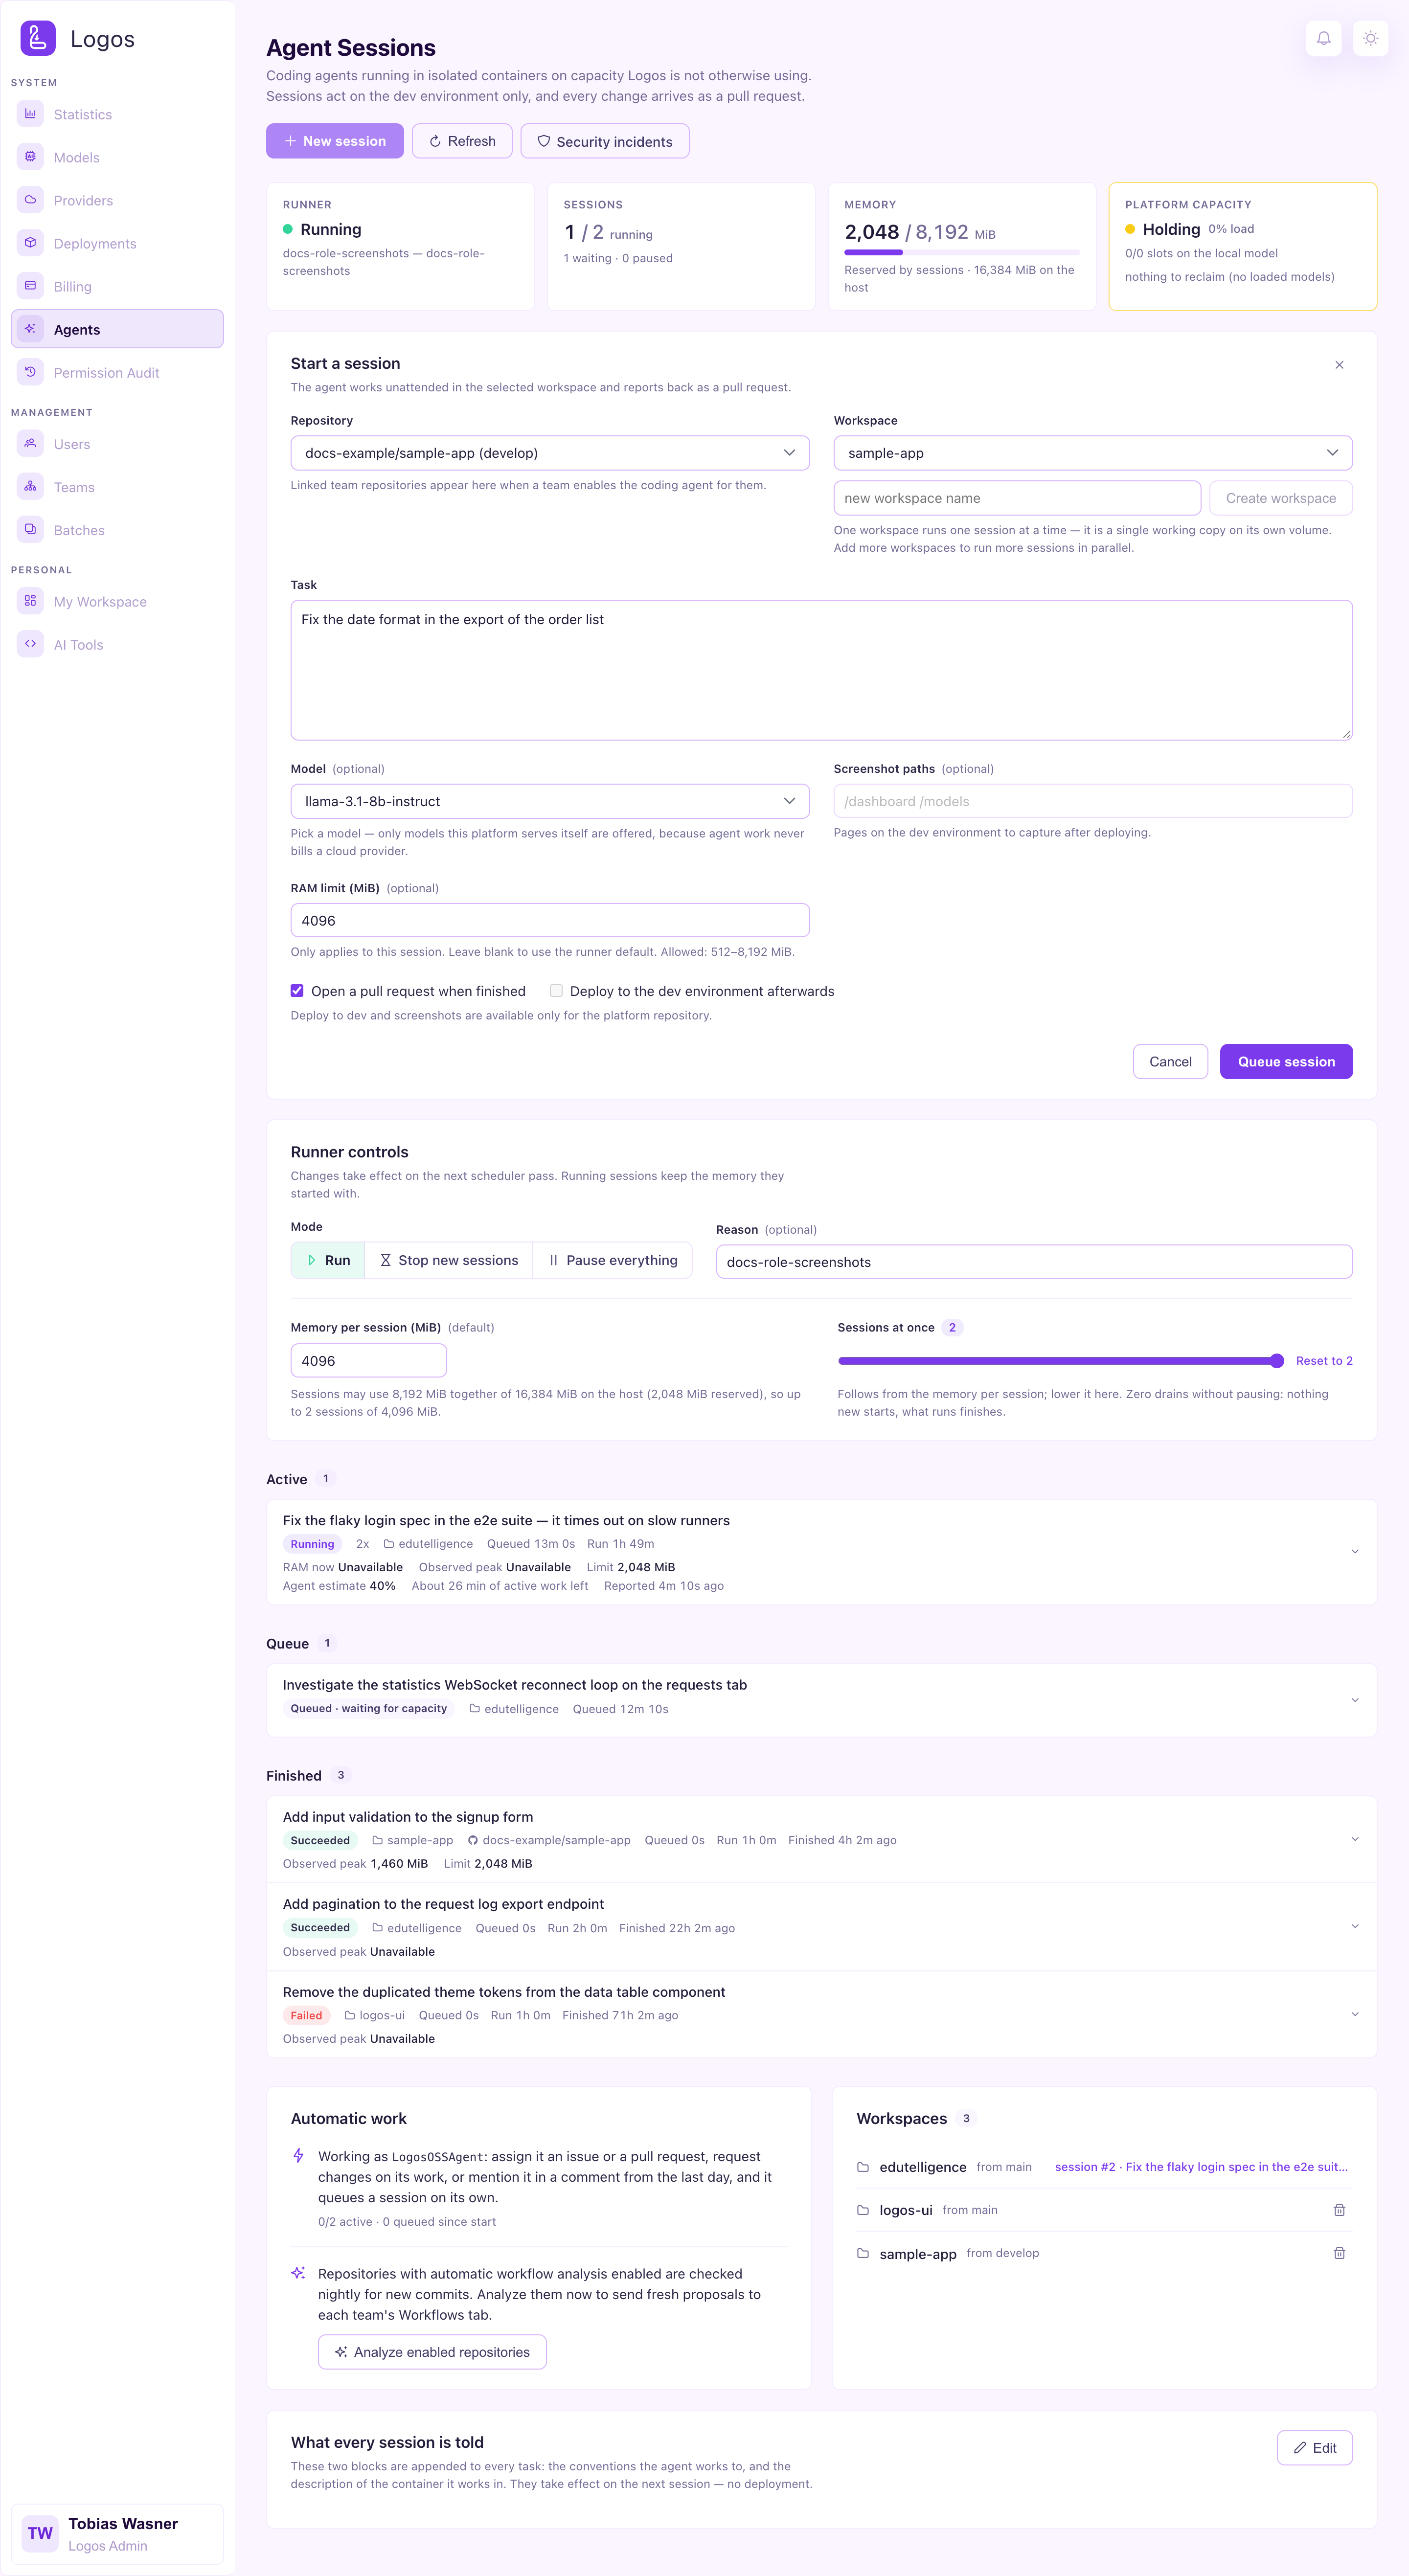 Logos
SYSTEM
Statistics
Models
Providers
Deployments
Billing
Agents
Permission Audit
MANAGEMENT
Users
Teams
Batches
PERSONAL
My Workspace
AI Tools
TW
Tobias Wasner
Logos Admin
Agent Sessions
Coding agents running in isolated containers on capacity Logos is not otherwise using.
Sessions act on the dev environment only, and every change arrives as a pull request.
New session
Refresh
Security incidents
RUNNER
Running
docs-role-screenshots — docs-role-
screenshots
SESSIONS
1 / 2 running
1 waiting · 0 paused
MEMORY
2,048 / 8,192 MiB
Reserved by sessions · 16,384 MiB on the
host
PLATFORM CAPACITY
Holding 0% load
0/0 slots on the local model
nothing to reclaim (no loaded models)
Start a session
The agent works unattended in the selected workspace and reports back as a pull request.
Repository
docs-example/sample-app (develop)
Linked team repositories appear here when a team enables the coding agent for them.
Workspace
sample-app
new workspace name
Create workspace
One workspace runs one session at a time — it is a single working copy on its own volume.
Add more workspaces to run more sessions in parallel.
Task
Fix the date format in the export of the order list
Model (optional)
llama-3.1-8b-instruct
Pick a model — only models this platform serves itself are offered, because agent work never
bills a cloud provider.
Screenshot paths (optional)
/dashboard /models
Pages on the dev environment to capture after deploying.
RAM limit (MiB) (optional)
4096
Only applies to this session. Leave blank to use the runner default. Allowed: 512–8,192 MiB.
Open a pull request when finished
Deploy to the dev environment afterwards
Deploy to dev and screenshots are available only for the platform repository.
Cancel
Queue session
Runner controls
Changes take effect on the next scheduler pass. Running sessions keep the memory they
started with.
Mode
Run
Stop new sessions
Pause everything
Reason (optional)
docs-role-screenshots
Memory per session (MiB) (default)
4096
Sessions may use 8,192 MiB together of 16,384 MiB on the host (2,048 MiB reserved), so up
to 2 sessions of 4,096 MiB.
Sessions at once 2
Reset to 2
Follows from the memory per session; lower it here. Zero drains without pausing: nothing
new starts, what runs finishes.
Active 1
Fix the flaky login spec in the e2e suite — it times out on slow runners
Running 2x edutelligence Queued 13m 0s Run 1h 49m
RAM now Unavailable Observed peak Unavailable Limit 2,048 MiB
Agent estimate 40% About 26 min of active work left Reported 4m 10s ago
Queue 1
Investigate the statistics WebSocket reconnect loop on the requests tab
Queued · waiting for capacity edutelligence Queued 12m 10s
Finished 3
Add input validation to the signup form
Succeeded sample-app docs-example/sample-app Queued 0s Run 1h 0m Finished 4h 2m ago
Observed peak 1,460 MiB Limit 2,048 MiB
Add pagination to the request log export endpoint
Succeeded edutelligence Queued 0s Run 2h 0m Finished 22h 2m ago
Observed peak Unavailable
Remove the duplicated theme tokens from the data table component
Failed logos-ui Queued 0s Run 1h 0m Finished 71h 2m ago
Observed peak Unavailable
Automatic work
Working as LogosOSSAgent: assign it an issue or a pull request, request
changes on its work, or mention it in a comment from the last day, and it
queues a session on its own.
0/2 active · 0 queued since start
Repositories with automatic workflow analysis enabled are checked
nightly for new commits. Analyze them now to send fresh proposals to
each team's Workflows tab.
Analyze enabled repositories
Workspaces 3
edutelligence from main session #2 · Fix the flaky login spec in the e2e suit...
logos-ui from main
sample-app from develop
What every session is told
These two blocks are appended to every task: the conventions the agent works to, and the
description of the container it works in. They take effect on the next session — no deployment.
Edit